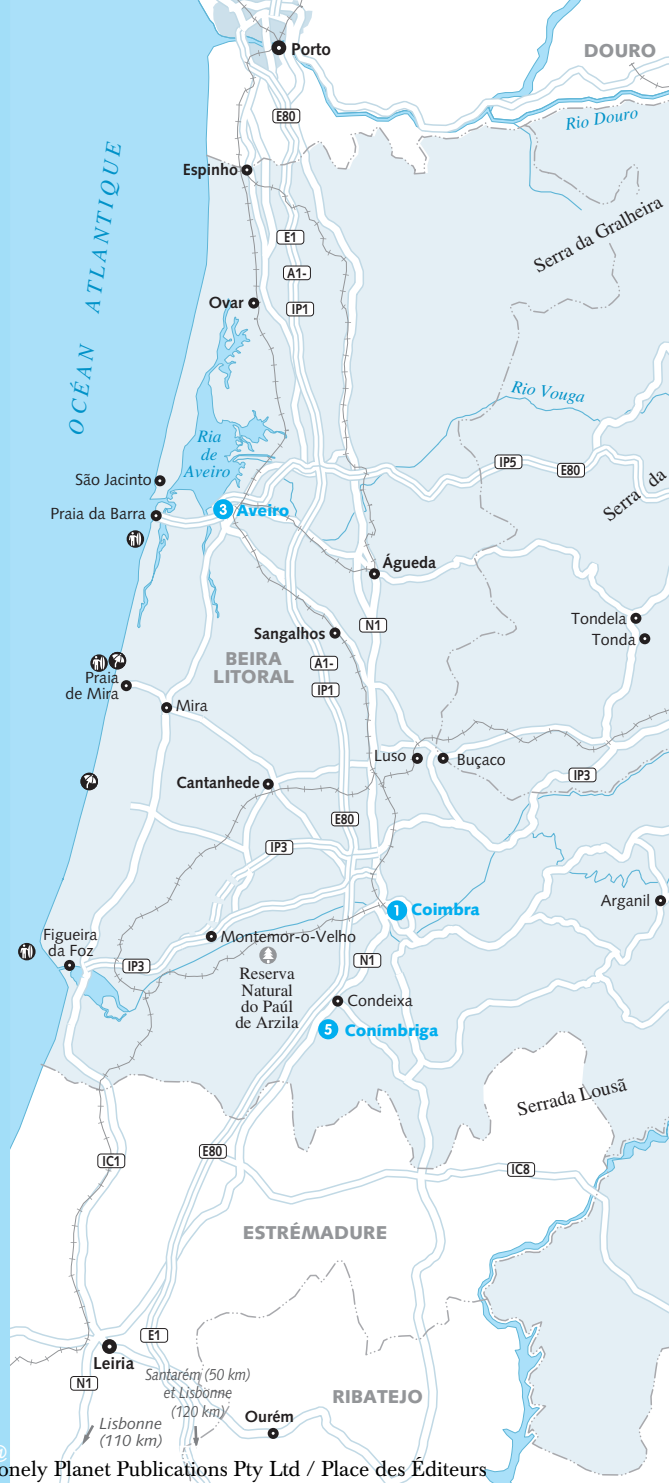 Porto
DOURO
E80
Rio Douro
Espinho
OCÉAN ATLANTIQUE
Serra da Gralheira
E1
A1-
IP1
Ovar
Rio Vouga
Ria
de
Aveiro
IP5
E80
São Jacinto
Serra da
Praia da Barra
3 Aveiro
Águeda
Tondela
N1
Sangalhos
Tonda
BEIRA
LITORAL
A1-
IP1
Praia
de Mira
Mira
Luso
Buçaco
IP3
Cantanhede
E80
IP3
Arganil
1 Coimbra
Figueira
da Foz
Montemor-o-Velho
IP3
N1
Reserva
Natural
do Paúl
de Arzila
Condeixa
5 Conímbriga
Serrada Lousã
E80
IC1
IC8
ESTRÉMADURE
E1
Leiria
N1
Santarém (50 km)
et Lisbonne
(120 km)
RIBATEJO
Lisbonne
(110 km)
Ourém
onely Planet Publications Pty Ltd / Place des Éditeurs